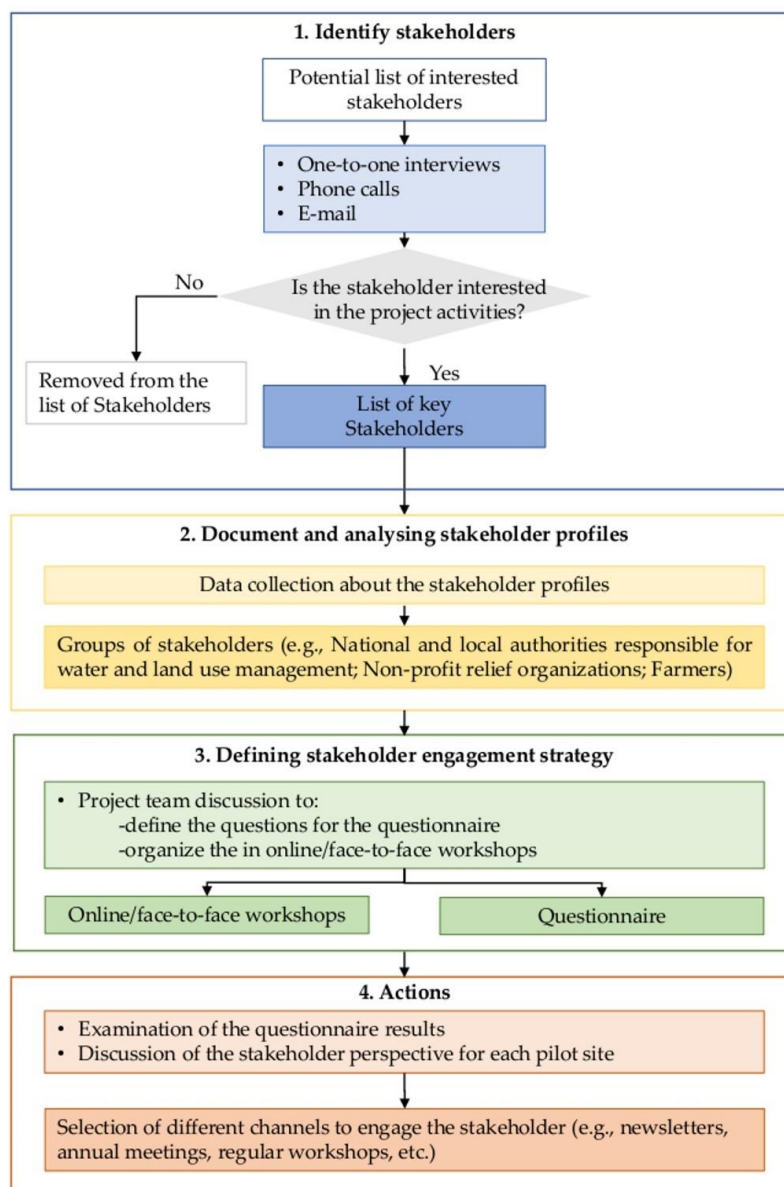 1. Identify stakeholders
Potential list of interested
stakeholders
• One-to-one interviews
• Phone calls
• E-mail
Is the stakeholder interested
in the project activities?
No
Yes
Removed from the
list of Stakeholders
List of key
Stakeholders
2. Document and analysing stakeholder profiles
Data collection about the stakeholder profiles
Groups of stakeholders (e.g., National and local authorities responsible for
water and land use management; Non-profit relief organizations; Farmers)
3. Defining stakeholder engagement strategy
• Project team discussion to:
-define the questions for the questionnaire
-organize the in online/face-to-face workshops
Online/face-to-face workshops
Questionnaire
4. Actions
• Examination of the questionnaire results
• Discussion of the stakeholder perspective for each pilot site
Selection of different channels to engage the stakeholder (e.g., newsletters,
annual meetings, regular workshops, etc.)